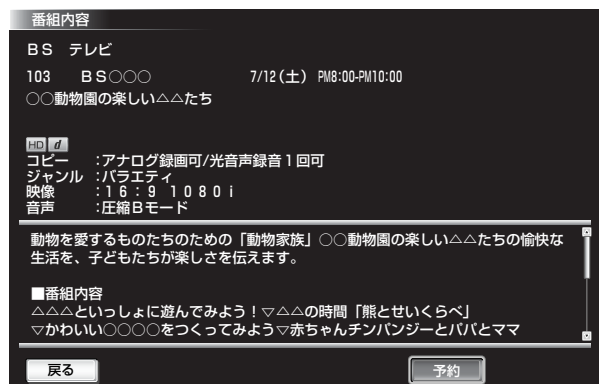 番組内容
BS テレビ
103 BS○○○ 7/12(土) PM8:00-PM10:00
○○動物園の楽しい△△たち
HD d
コピー :アナログ録画可/光音声録音1回可
ジャンル :バラエティ
映像 :16:9 1080i
音声 :圧縮Bモード
動物を愛するものたちのための「動物家族」○○動物園の楽しい△△たちの愉快な
生活を、子どもたちが楽しさを伝えます。
■番組内容
△△△といっしょに遊んでみよう!▽△△の時間「熊とせいくらべ」
▽かわいい○○○○をつくってみよう▽赤ちゃんチンパンジーとパパとママ
戻る 予約